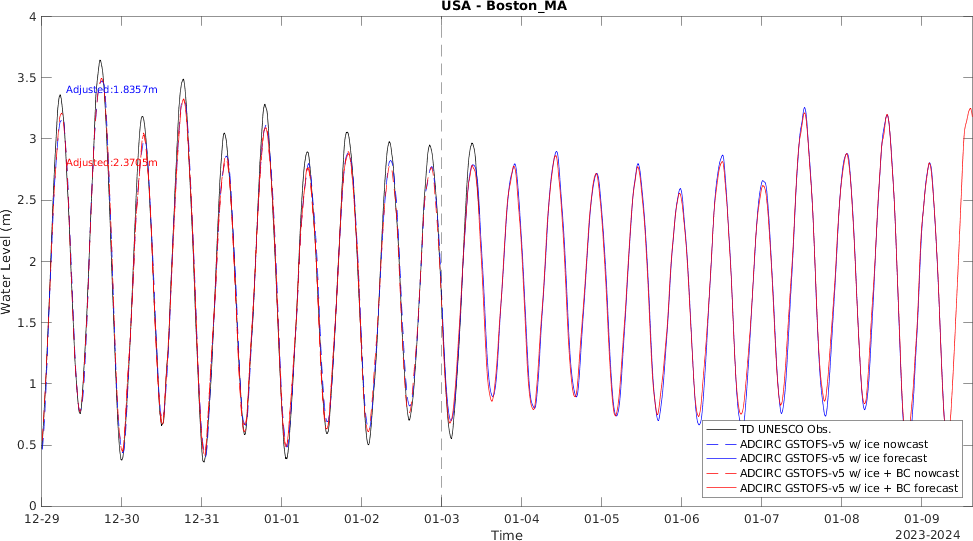 USA - Boston_MA
4
3.5
3
2.5
2
1.5
1
0.5
0
Water Level (m)
Adjusted:1.8357m
Adjusted:2.3705m
TD UNESCO Obs.
ADCIRC GSTOFS-v5 w/ ice nowcast
ADCIRC GSTOFS-v5 w/ ice forecast
ADCIRC GSTOFS-v5 w/ ice + BC nowcast
ADCIRC GSTOFS-v5 w/ ice + BC forecast
12-29 12-30 12-31 01-01 01-02 01-03 01-04 01-05 01-06 01-07 01-08 01-09
Time
2023-2024